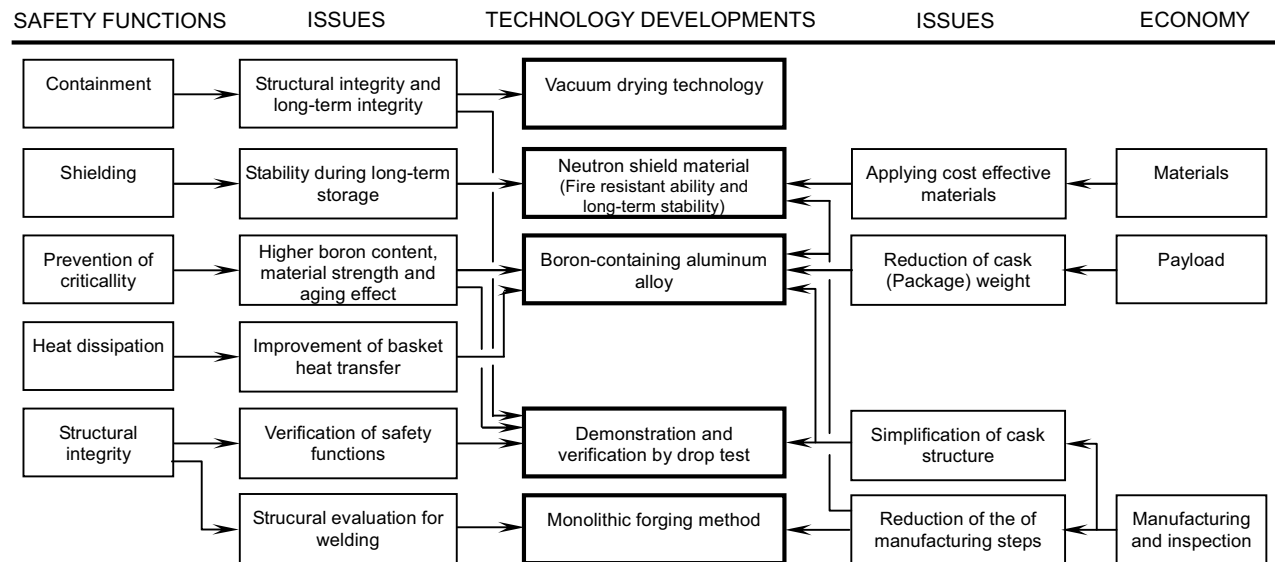 SAFETY FUNCTIONS ISSUES TECHNOLOGY DEVELOPMENTS ISSUES ECONOMY
Containment
Structural integrity and
long-term integrity
Vacuum drying technology
Shielding
Stability during long-term
storage
Neutron shield material
(Fire resistant ability and
long-term stability)
Applying cost effective
materials
Materials
Prevention of
criticallity
Higher boron content,
material strength and
aging effect
Boron-containing aluminum
alloy
Reduction of cask
(Package) weight
Payload
Heat dissipation
Improvement of basket
heat transfer
Structural
integrity
Verification of safety
functions
Demonstration and
verification by drop test
Simplification of cask
structure
Strucural evaluation for
welding
Monolithic forging method
Reduction of the of
manufacturing steps
Manufacturing
and inspection